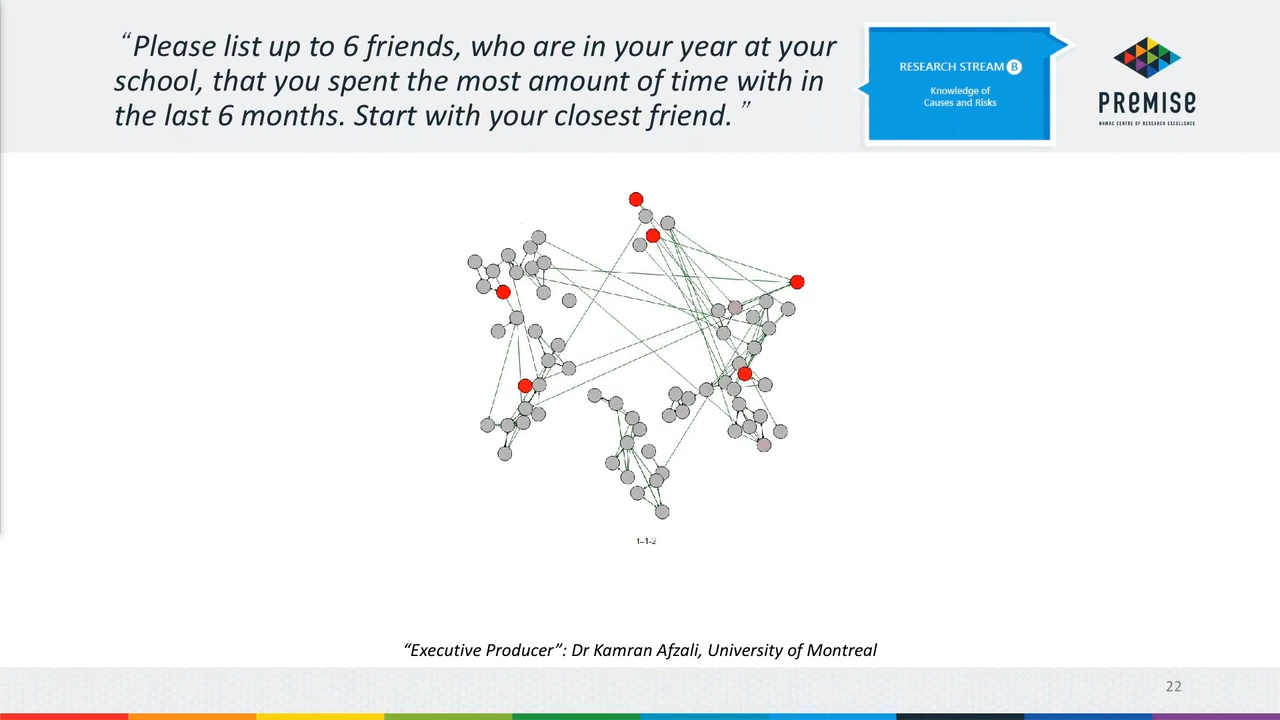 “Please list up to 6 friends, who are in your year at your
school, that you spent the most amount of time with in
the last 6 months. Start with your closest friend.”
RESEARCH STREAM B
Knowledge of
Causes and Risks
PREMISE
NHMRC CENTRE OF RESEARCH EXCELLENCE
t=1-2
“Executive Producer”: Dr Kamran Afzali, University of Montreal
22